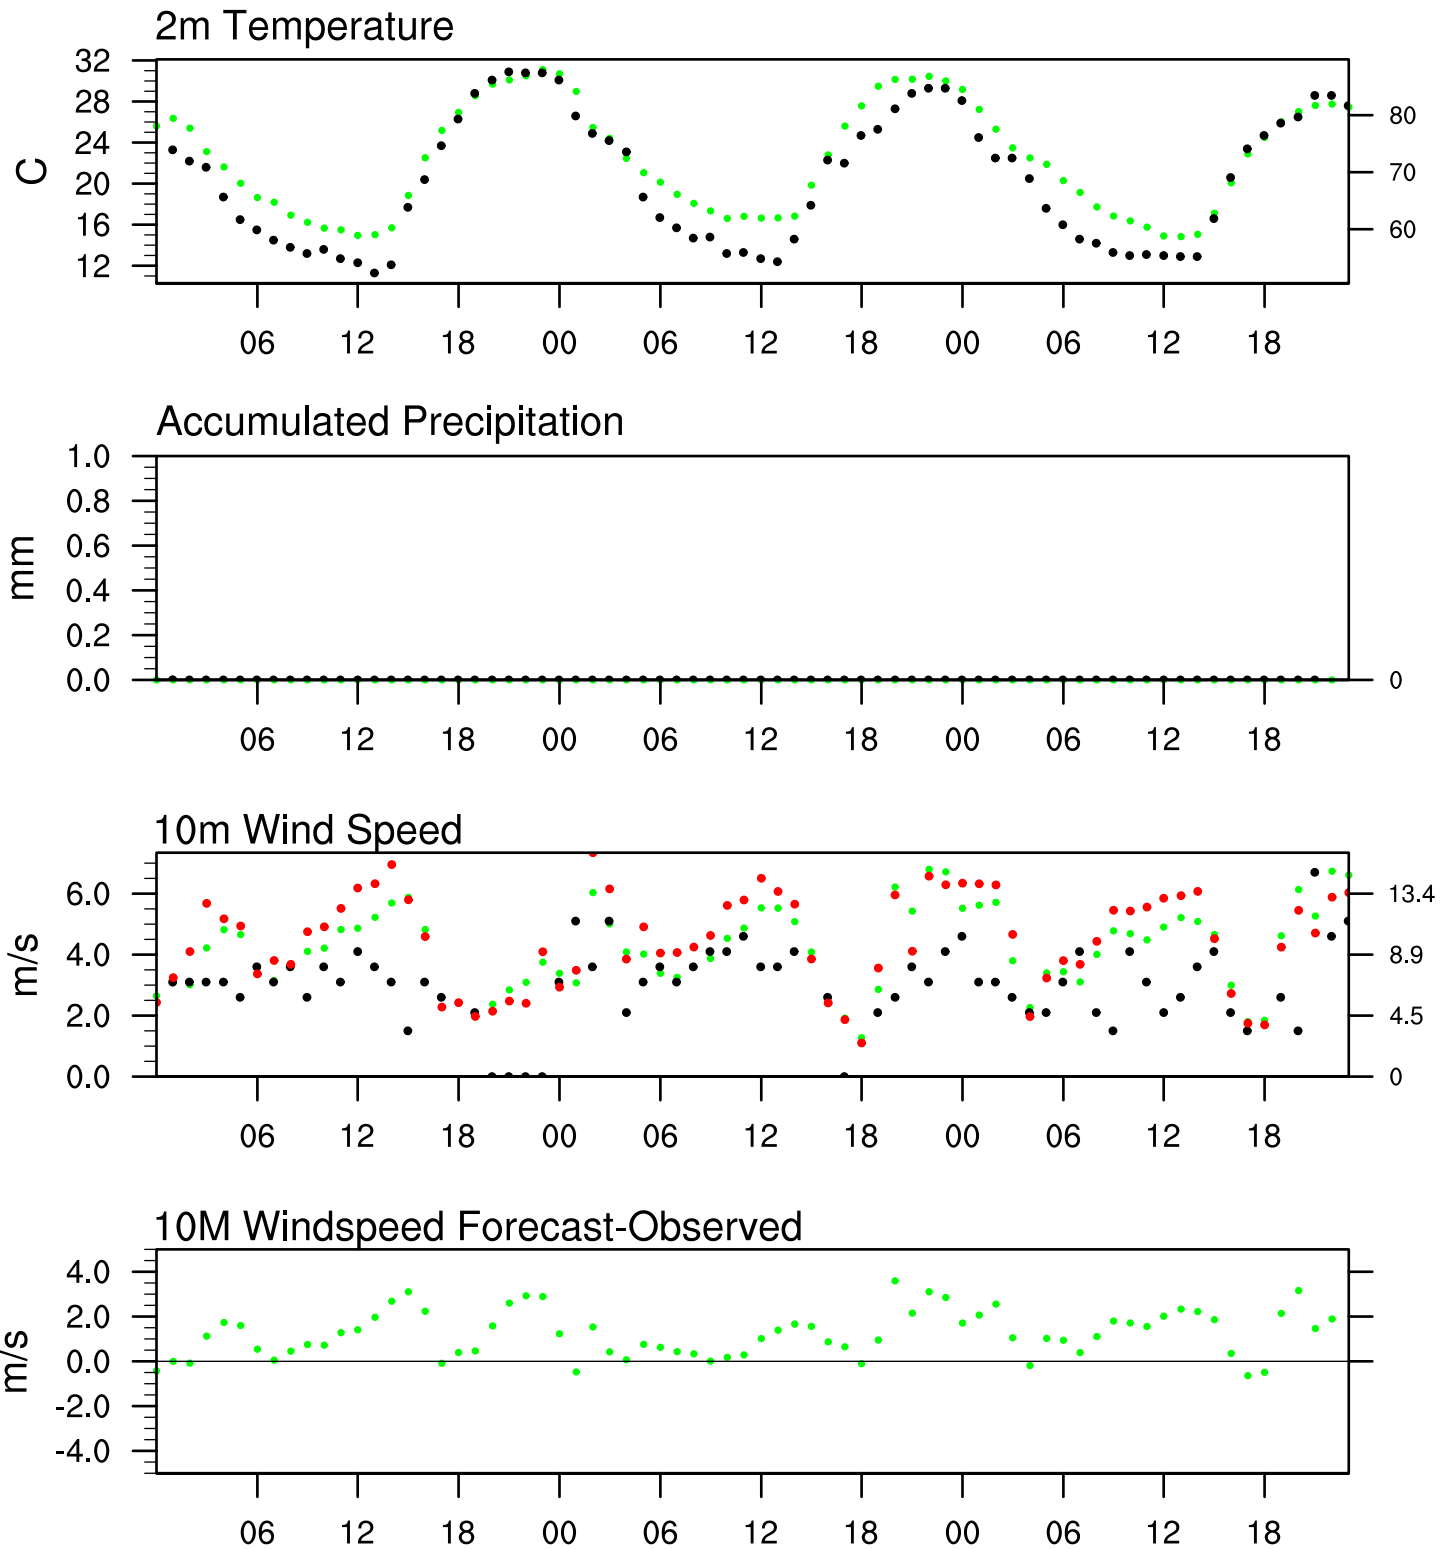 2m Temperature
32
28
24
20
16
12
C
80
70
60
06 12 18 00 06 12 18 00 06 12 18
Accumulated Precipitation
1.0
0.8
0.6
0.4
0.2
0.0
mm
0
06 12 18 00 06 12 18 00 06 12 18
10m Wind Speed
6.0
4.0
2.0
0.0
m/s
13.4
8.9
4.5
0
06 12 18 00 06 12 18 00 06 12 18
10M Windspeed Forecast-Observed
4.0
2.0
0.0
-2.0
-4.0
m/s
06 12 18 00 06 12 18 00 06 12 18